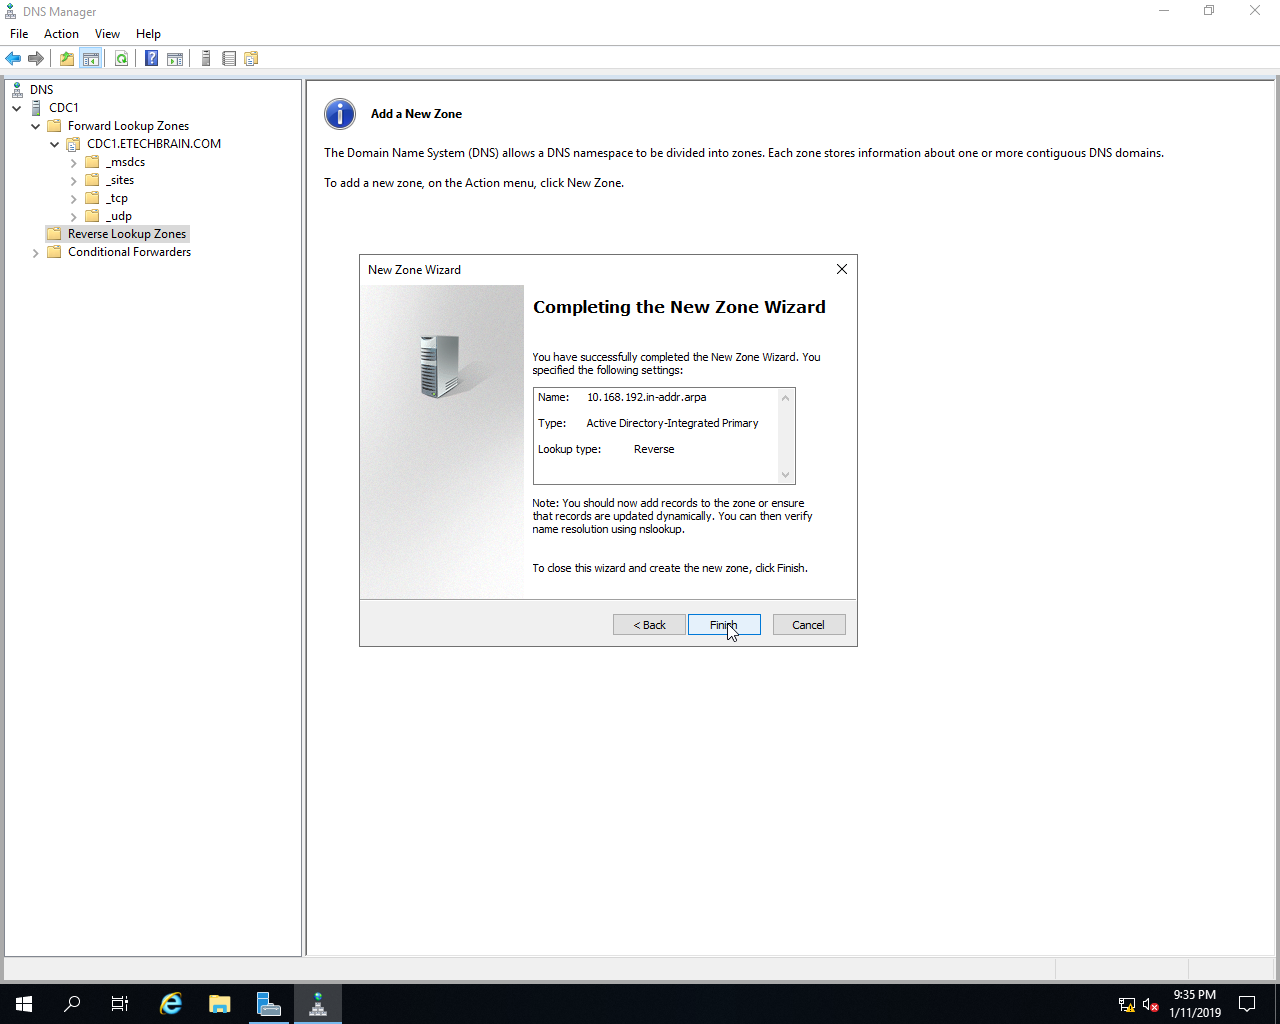 DNS Manager
File Action View Help
DNS
CDC1
Forward Lookup Zones
CDC1.ETECHBRAIN.COM
_msdcs
_sites
_tcp
_udp
Reverse Lookup Zones
Conditional Forwarders
Add a New Zone
The Domain Name System (DNS) allows a DNS namespace to be divided into zones. Each zone stores information about one or more contiguous DNS domains.
To add a new zone, on the Action menu, click New Zone.
New Zone Wizard
Completing the New Zone Wizard
You have successfully completed the New Zone Wizard. You
specified the following settings:
Name: 10.168.192.in-addr.arpa
Type: Active Directory-Integrated Primary
Lookup type: Reverse
Note: You should now add records to the zone or ensure
that records are updated dynamically. You can then verify
name resolution using nslookup.
To close this wizard and create the new zone, click Finish.
< Back Finish Cancel
9:35 PM
1/11/2019